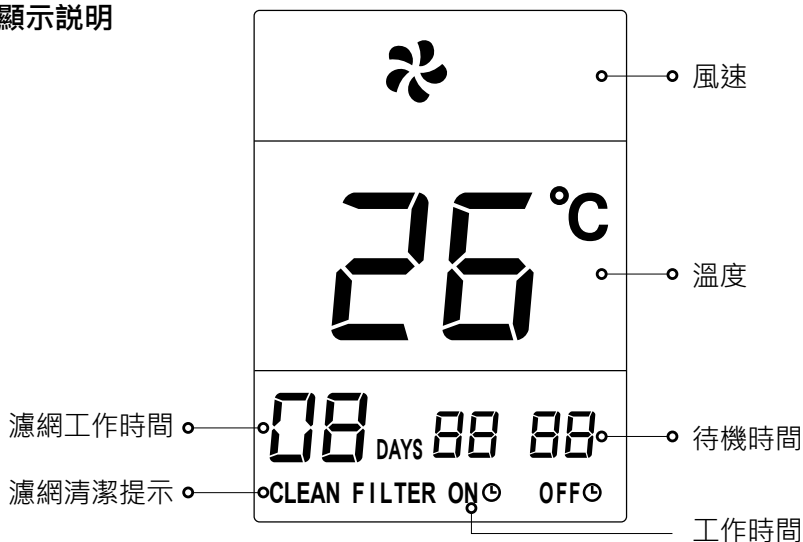 顯示説明
風速
26 °C
溫度
濾網工作時間
08 DAYS 88 88
待機時間
濾網清潔提示
CLEAN FILTER ON OFF
工作時間